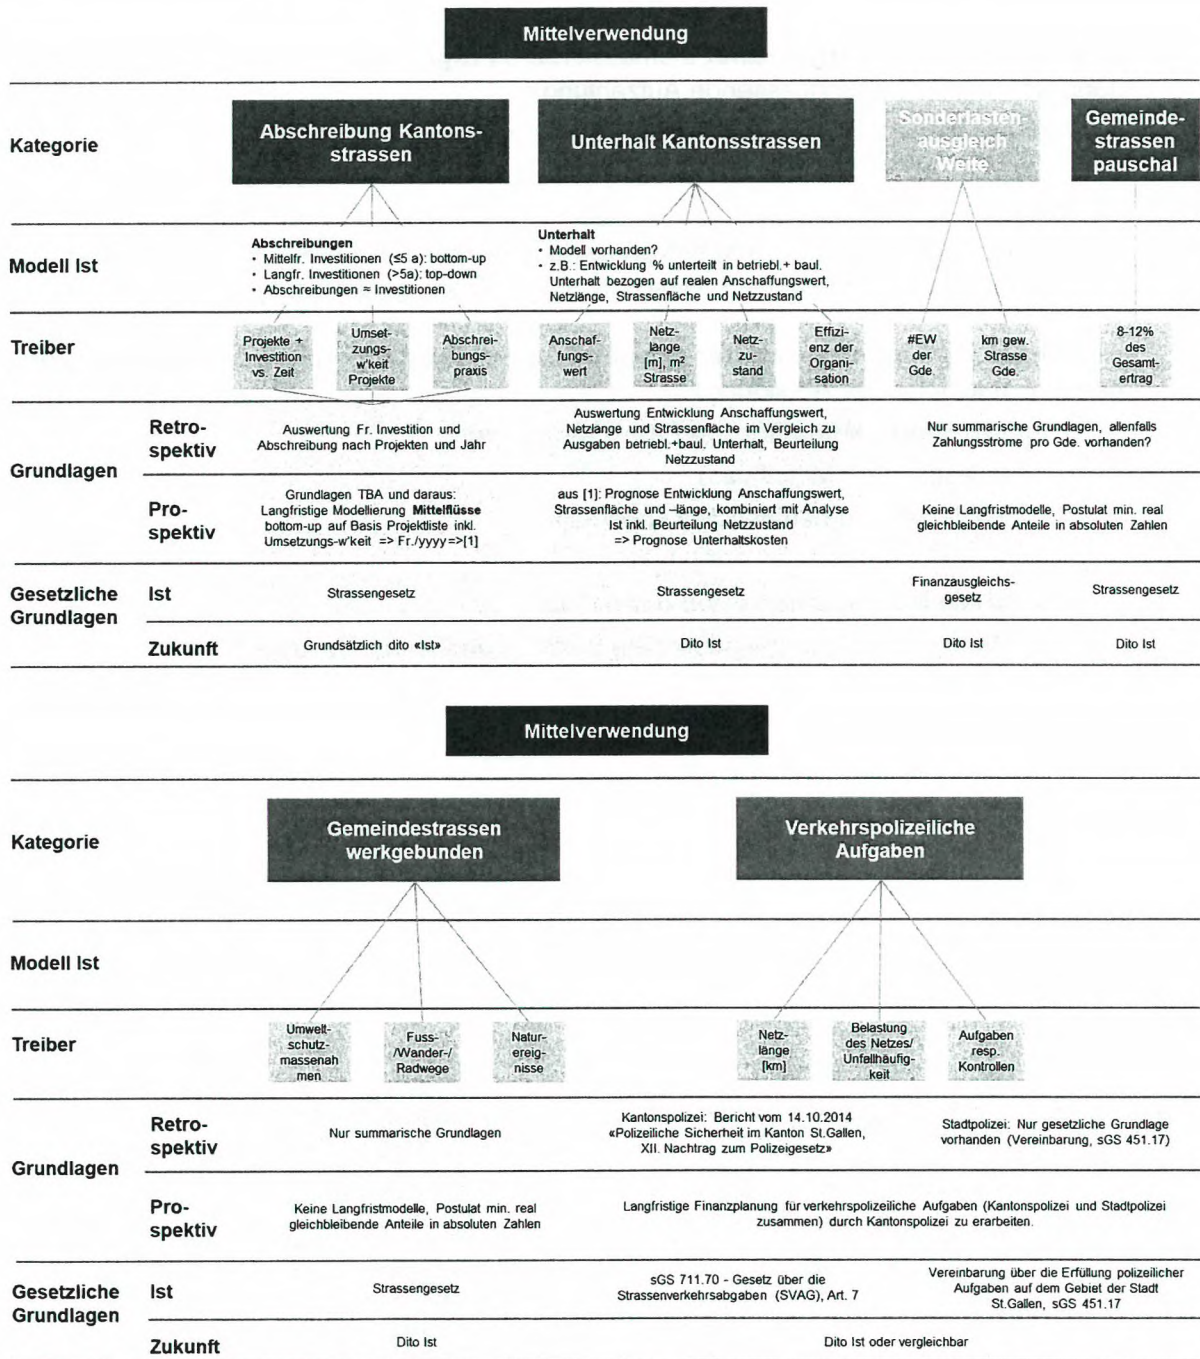 Mittelverwendung
Kategorie
Abschreibung Kantons-
strassen
Unterhalt Kantonsstrassen
Sonderlasten-
ausgleich
Weite
Gemeinde-
strassen
pauschal
Modell Ist
Abschreibungen
• Mittelfr. Investitionen (≤5 a): bottom-up
• Langfr. Investitionen (>5a): top-down
• Abschreibungen ≈ Investitionen
Unterhalt
• Modell vorhanden?
• z.B.: Entwicklung % unterteilt in betriebl.+ baul.
Unterhalt bezogen auf realen Anschaffungswert,
Netzlänge, Strassenfläche und Netzzustand
Treiber
Projekte +
Investition
vs. Zeit
Umset-
zungs-
w'keit
Projekte
Abschrei-
bungs-
praxis
Anschaf-
fungs-
wert
Netz-
länge
[m], m²
Strasse
Netz-
zu-
stand
Effizi-
enz der
Organi-
sation
#EW
der
Gde.
km gew.
Strasse
Gde.
8-12%
des
Gesamt-
ertrag
Grundlagen
Retro-
spektiv
Auswertung Fr. Investition und
Abschreibung nach Projekten und Jahr
Auswertung Entwicklung Anschaffungswert,
Netzlänge und Strassenfläche im Vergleich zu
Ausgaben betriebl.+baul. Unterhalt, Beurteilung
Netzzustand
Nur summarische Grundlagen, allenfalls
Zahlungsströme pro Gde. vorhanden?
Pro-
spektiv
Grundlagen TBA und daraus:
Langfristige Modellierung Mittelflüsse
bottom-up auf Basis Projektliste inkl.
Umsetzungs-w'keit => Fr./yyyy=>[1]
aus [1]: Prognose Entwicklung Anschaffungswert,
Strassenfläche und –länge, kombiniert mit Analyse
Ist inkl. Beurteilung Netzzustand
=> Prognose Unterhaltskosten
Keine Langfristmodelle, Postulat min. real
gleichbleibende Anteile in absoluten Zahlen
Gesetzliche
Grundlagen
Ist
Strassengesetz
Strassengesetz
Finanzausgleichs-
gesetz
Strassengesetz
Zukunft
Grundsätzlich dito «Ist»
Dito Ist
Dito Ist
Dito Ist
Mittelverwendung
Kategorie
Gemeindestrassen
werkgebunden
Verkehrspolizeiliche
Aufgaben
Modell Ist
Treiber
Umwelt-
schutz-
massenah
men
Fuss-
/Wander-/
Radwege
Natur-
ereig-
nisse
Netz-
länge
[km]
Belastung
des Netzes/
Unfallhäufig-
keit
Aufgaben
resp.
Kontrollen
Grundlagen
Retro-
spektiv
Nur summarische Grundlagen
Kantonspolizei: Bericht vom 14.10.2014
«Polizeiliche Sicherheit im Kanton St.Gallen,
XII. Nachtrag zum Polizeigesetz»
Stadtpolizei: Nur gesetzliche Grundlage
vorhanden (Vereinbarung, sGS 451.17)
Pro-
spektiv
Keine Langfristmodelle, Postulat min. real
gleichbleibende Anteile in absoluten Zahlen
Langfristige Finanzplanung für verkehrspolizeiliche Aufgaben (Kantonspolizei und Stadtpolizei
zusammen) durch Kantonspolizei zu erarbeiten.
Gesetzliche
Grundlagen
Ist
Strassengesetz
sGS 711.70 - Gesetz über die
Strassenverkehrsabgaben (SVAG), Art. 7
Vereinbarung über die Erfüllung polizeilicher
Aufgaben auf dem Gebiet der Stadt
St.Gallen, sGS 451.17
Zukunft
Dito Ist
Dito Ist oder vergleichbar